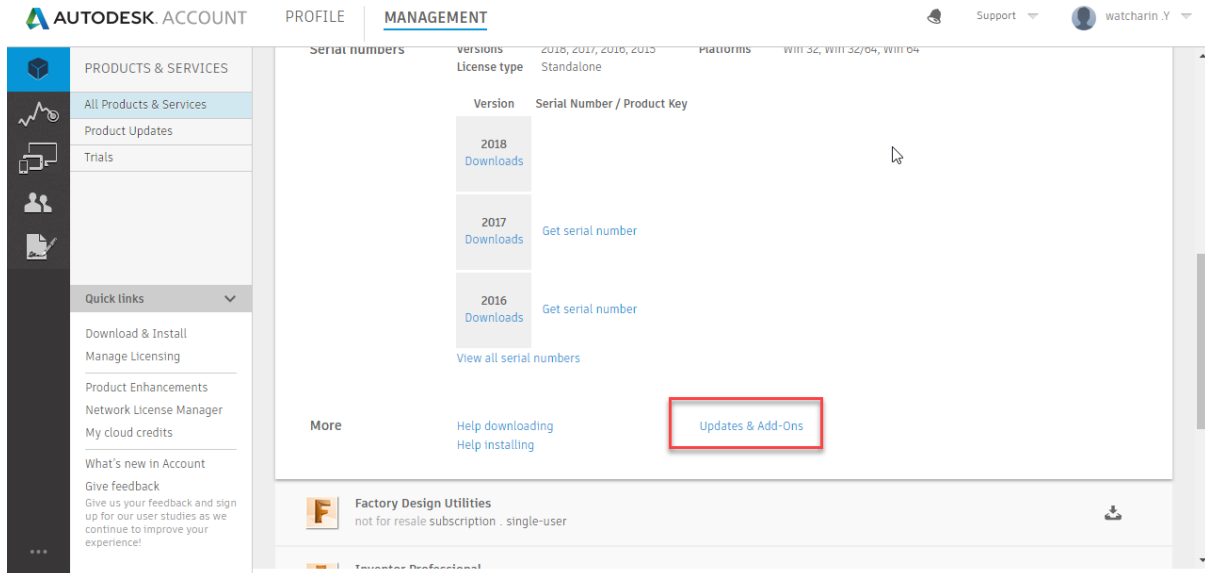 AUTODESK. ACCOUNT
PROFILE
MANAGEMENT
Support
watcharin .Y
PRODUCTS & SERVICES
All Products & Services
Product Updates
Trials
Quick links
Download & Install
Manage Licensing
Product Enhancements
Network License Manager
My cloud credits
What's new in Account
Give feedback
Give us your feedback and sign
up for our user studies as we
continue to improve your
experience!
Serial numbers
Versions 2018, 2017, 2016, 2015 Platforms Win 32, Win 32/64, Win 64
License type Standalone
Version Serial Number / Product Key
2018
Downloads
2017
Downloads
Get serial number
2016
Downloads
Get serial number
View all serial numbers
More
Help downloading
Help installing
Updates & Add-Ons
F
Factory Design Utilities
not for resale subscription . single-user
Inventor Professional